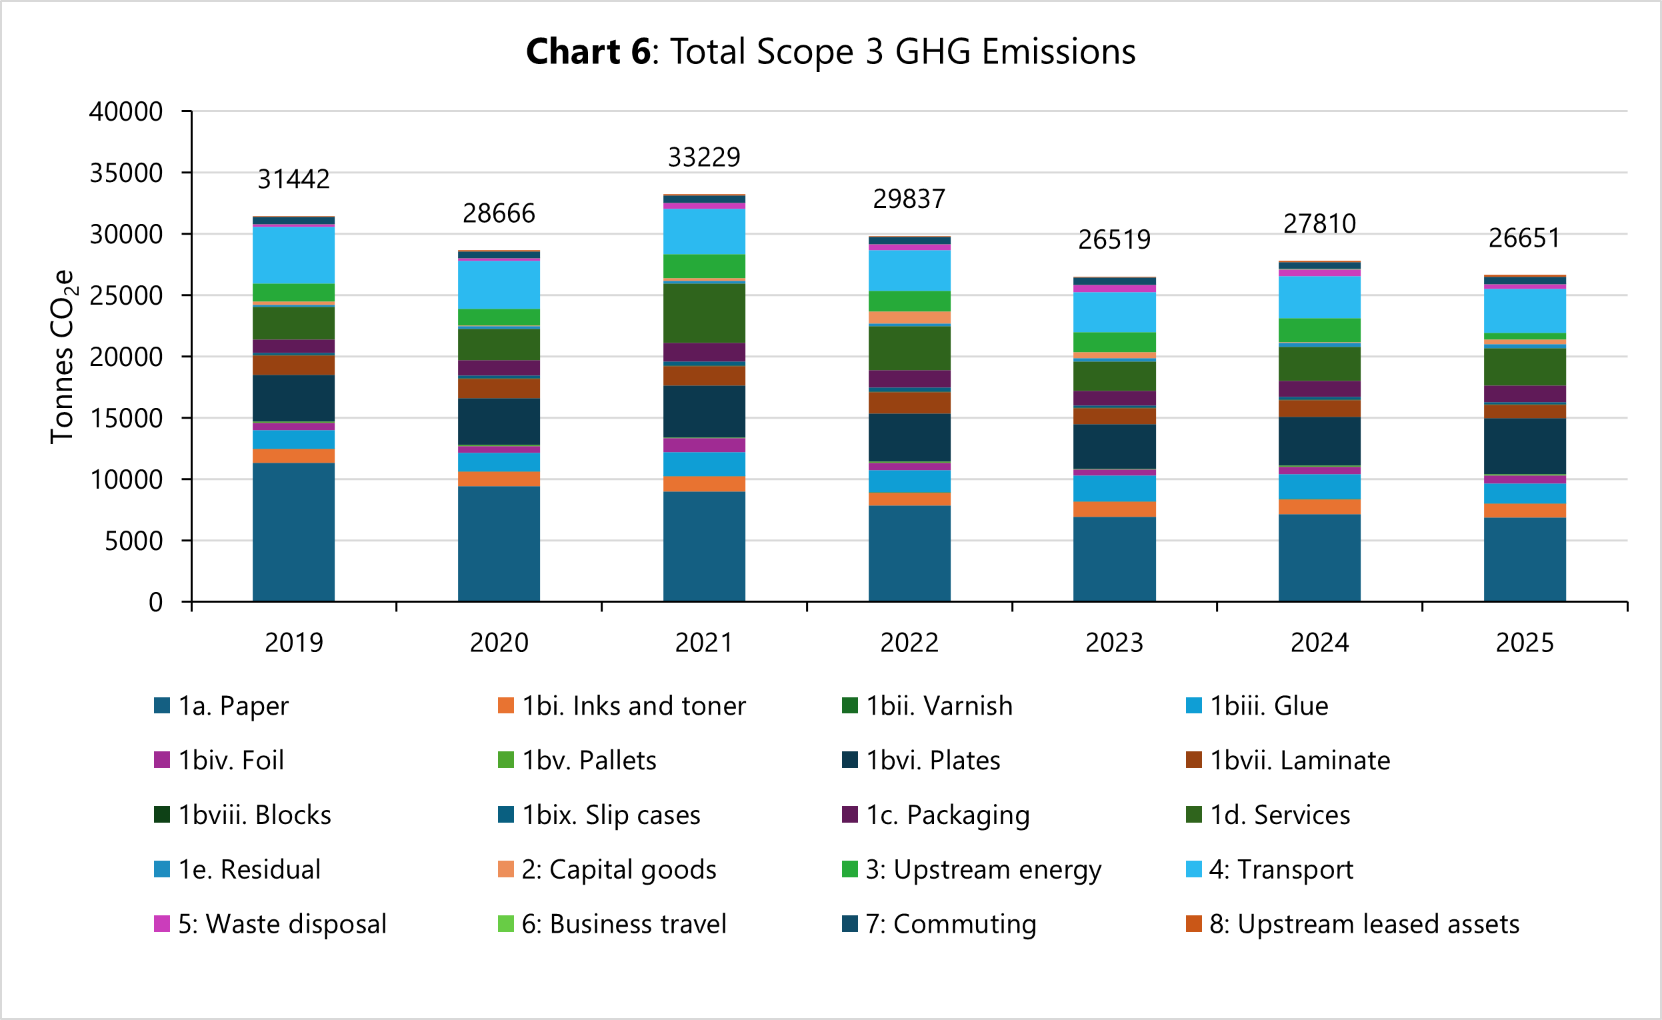 Chart 6: Total Scope 3 GHG Emissions
40000
35000
30000
25000
20000
15000
10000
5000
0
Tonnes CO₂e
31442
28666
33229
29837
26519
27810
26651
2019 2020 2021 2022 2023 2024 2025
1a. Paper 1bi. Inks and toner 1bii. Varnish 1biii. Glue
1biv. Foil 1bv. Pallets 1bvi. Plates 1bvii. Laminate
1bviii. Blocks 1bix. Slip cases 1c. Packaging 1d. Services
1e. Residual 2: Capital goods 3: Upstream energy 4: Transport
5: Waste disposal 6: Business travel 7: Commuting 8: Upstream leased assets